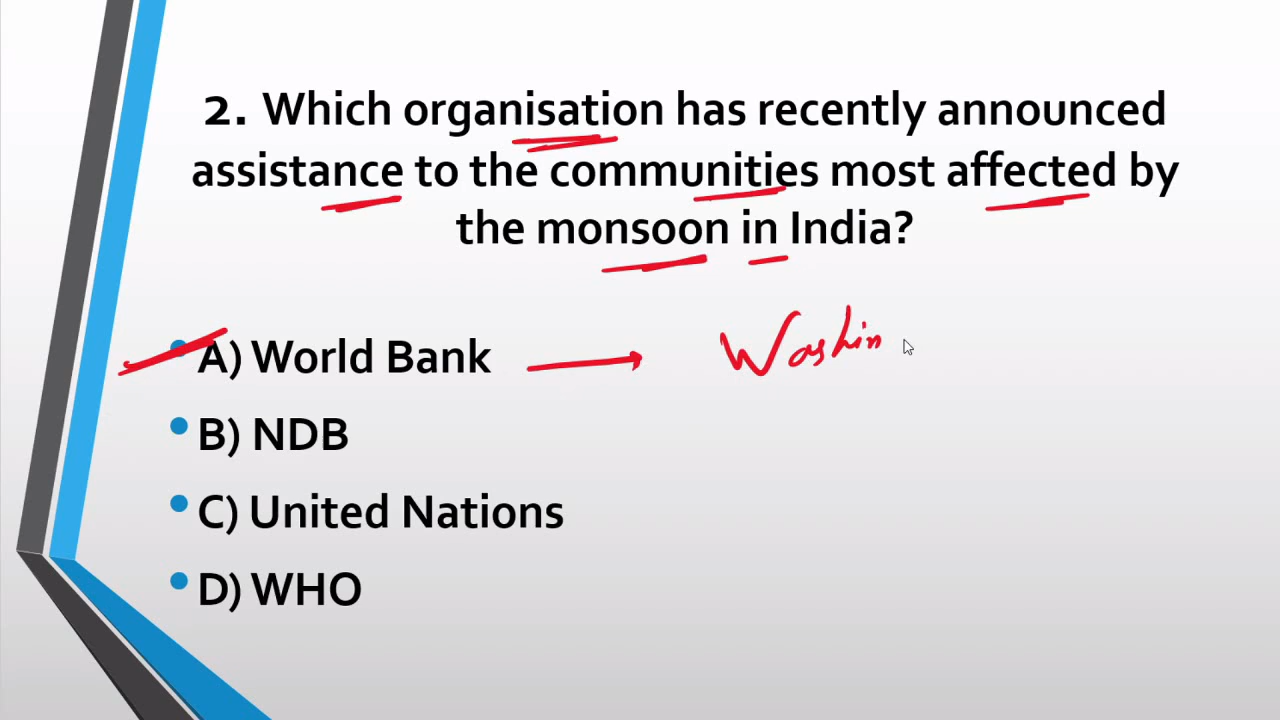 2. Which organisation has recently announced
assistance to the communities most affected by
the monsoon in India?
A) World Bank → Washin
B) NDB
C) United Nations
D) WHO